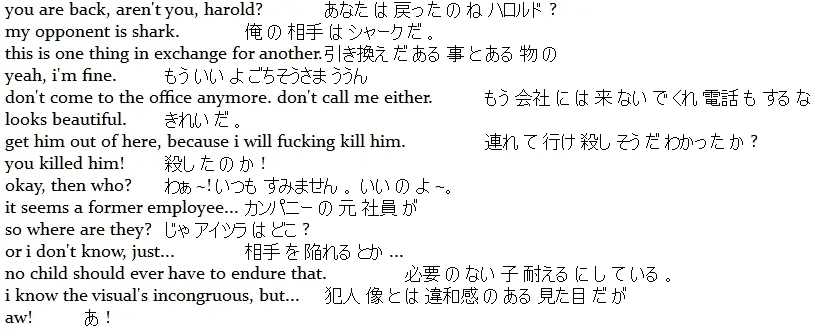 you are back, aren't you, harold? あなた は 戻った の ね ハロルド ?
my opponent is shark. 俺 の 相手 は シャーク だ 。
this is one thing in exchange for another. 引き換え だ ある 事 と ある 物 の
yeah, i'm fine. もう いい よ ごちそうさま ううん
don't come to the office anymore. don't call me either. もう 会社 に は 来 ない で くれ 電話 も する な
looks beautiful. きれい だ 。
get him out of here, because i will fucking kill him. 連れ て 行け 殺し そう だ わかった か ?
you killed him! 殺し た の か !
okay, then who? わぁ ~! いつも すみません 。 いい の よ ~。
it seems a former employee... カンパニー の 元 社員 が
so where are they? じゃ アイツラ は どこ ?
or i don't know, just... 相手 を 陥れる とか ...
no child should ever have to endure that. 必要 の ない 子 耐える に し て いる 。
i know the visual's incongruous, but... 犯人 像 と は 違和感 の ある 見た目 だ が
aw! あ !